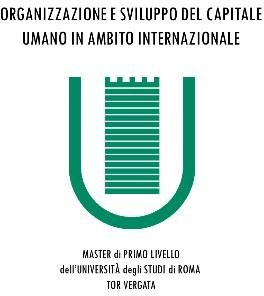 ORGANIZZAZIONE E SVILUPPO DEL CAPITALE
UMANO IN AMBITO INTERNAZIONALE
MASTER di PRIMO LIVELLO
dell'UNIVERSITÀ degli STUDI di ROMA
TOR VERGATA